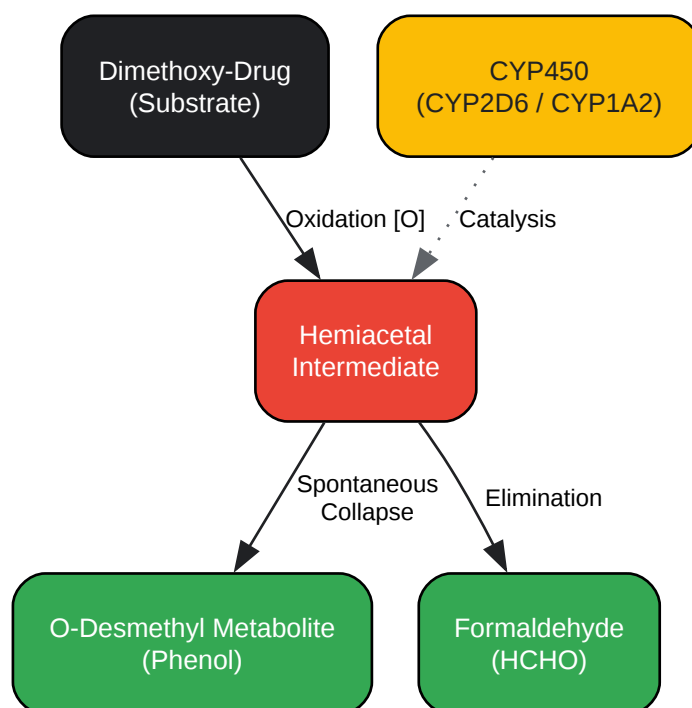 Dimethoxy-Drug
(Substrate)
CYP450
(CYP2D6 / CYP1A2)
Oxidation [O]
Catalysis
Hemiacetal
Intermediate
Spontaneous
Collapse
Elimination
O-Desmethyl Metabolite
(Phenol)
Formaldehyde
(HCHO)